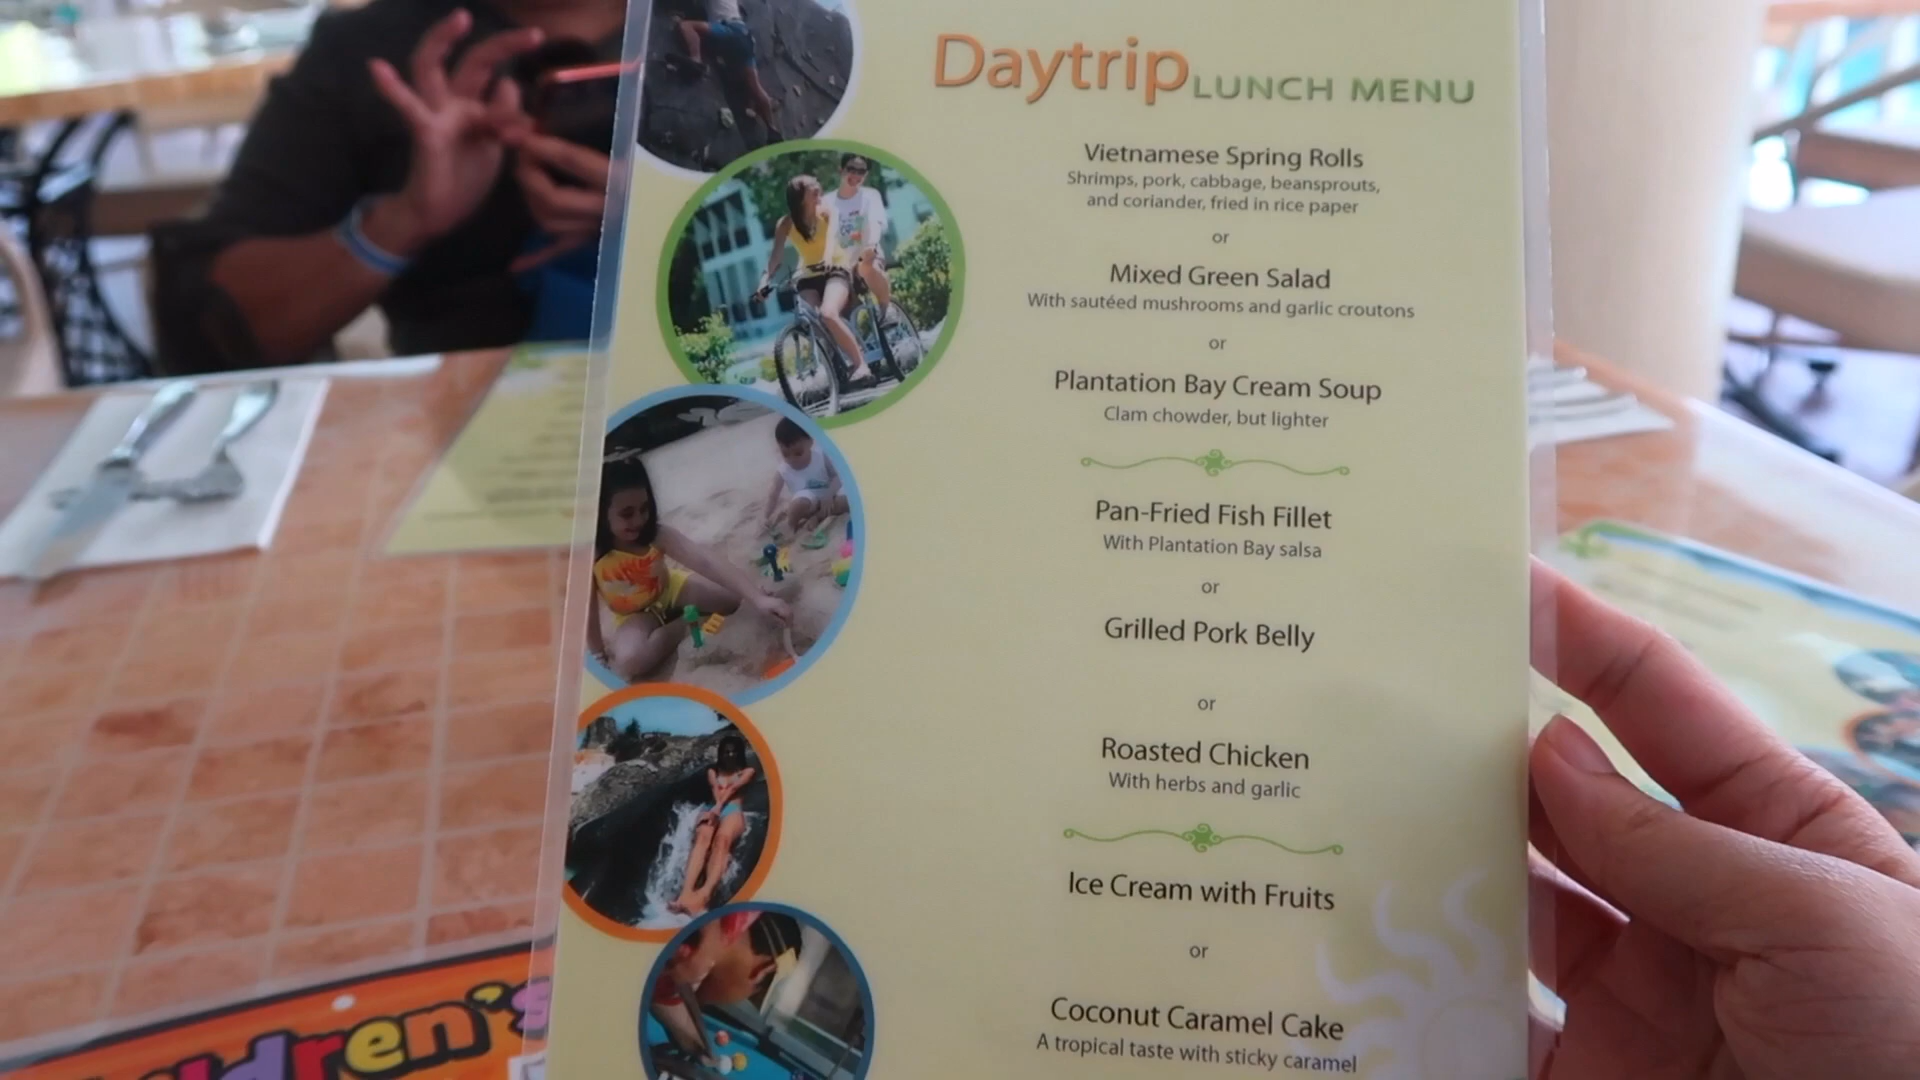 Daytrip LUNCH MENU
Vietnamese Spring Rolls
Shrimps, pork, cabbage, beansprouts,
and coriander, fried in rice paper
or
Mixed Green Salad
With sautéed mushrooms and garlic croutons
or
Plantation Bay Cream Soup
Clam chowder, but lighter
Pan-Fried Fish Fillet
With Plantation Bay salsa
or
Grilled Pork Belly
or
Roasted Chicken
With herbs and garlic
Ice Cream with Fruits
or
Coconut Caramel Cake
A tropical taste with sticky caramel
ldren's